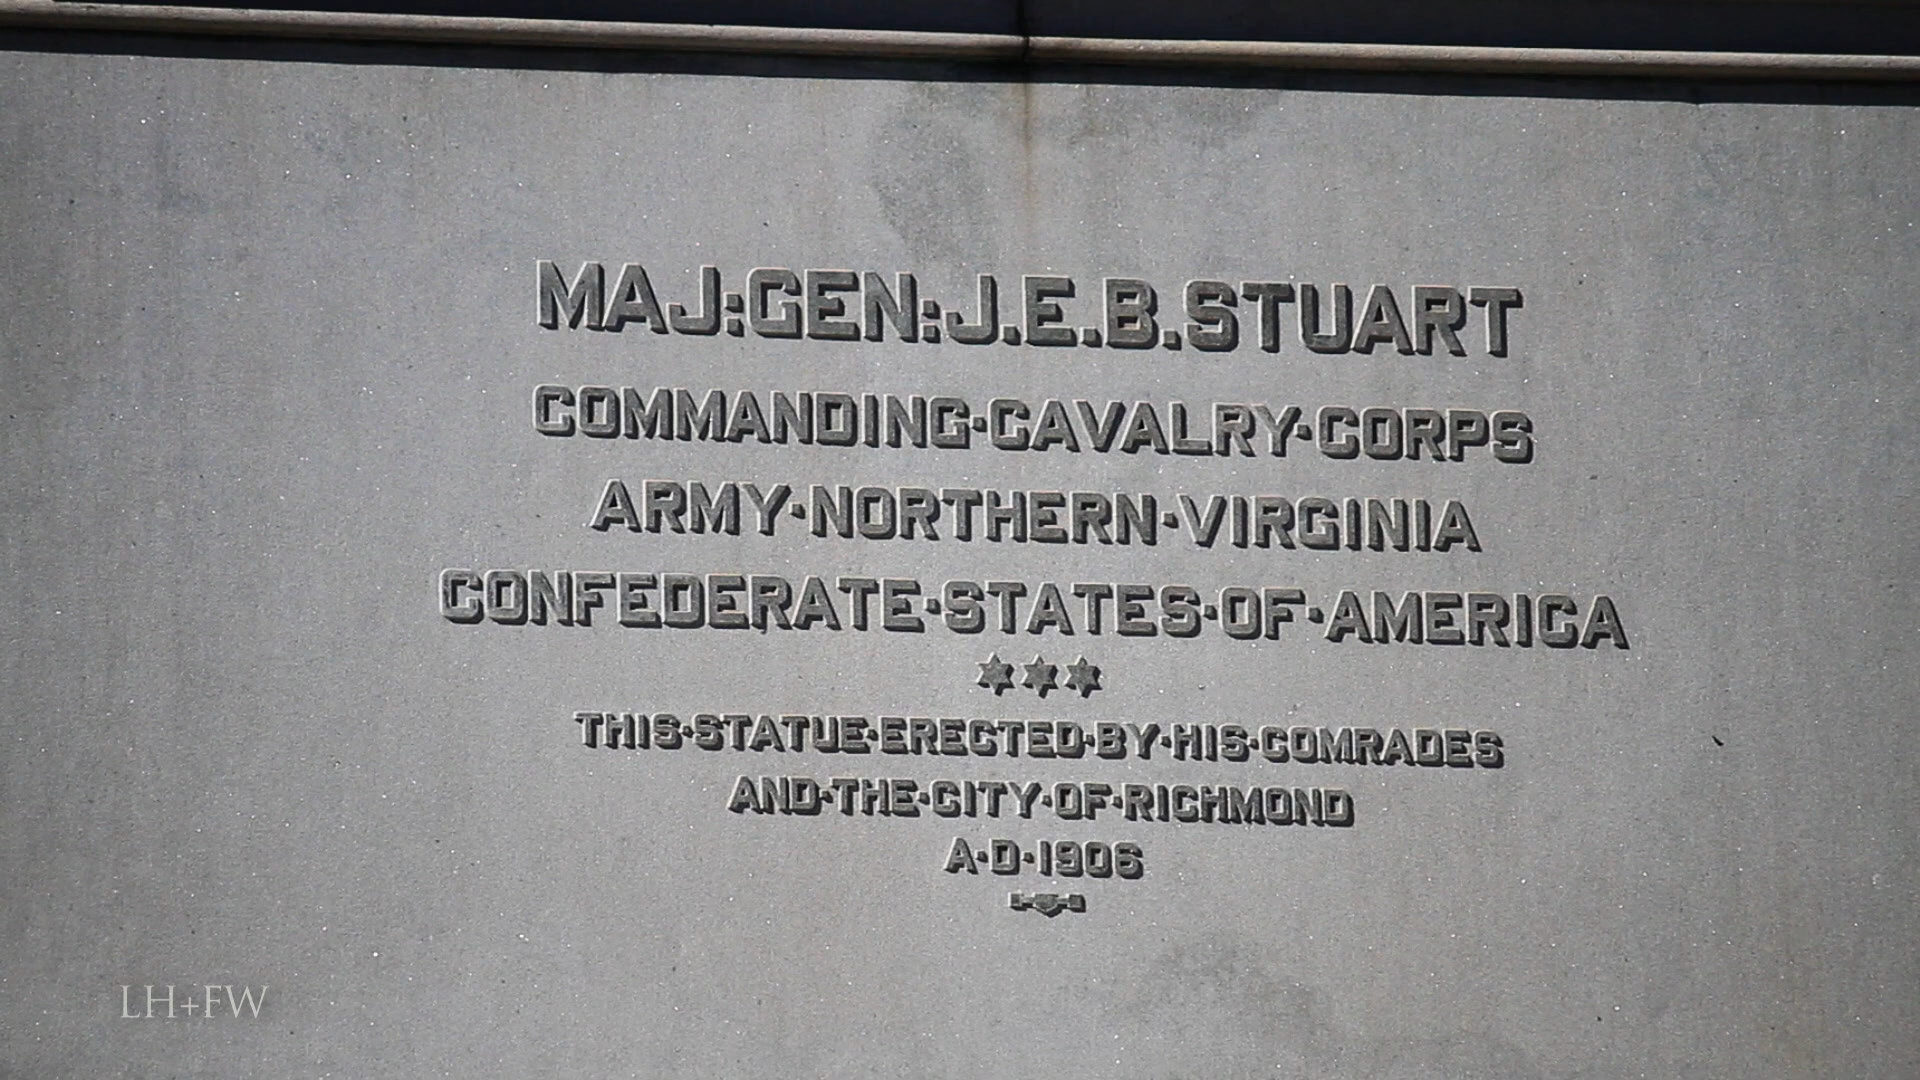 MAJ:GEN:J.E.B.STUART
COMMANDING·CAVALRY·CORPS
ARMY·NORTHERN·VIRGINIA
CONFEDERATE·STATES·OF·AMERICA
THIS·STATUE·ERECTED·BY·HIS·COMRADES
AND·THE·CITY·OF·RICHMOND
A·D·1906
LH+FW